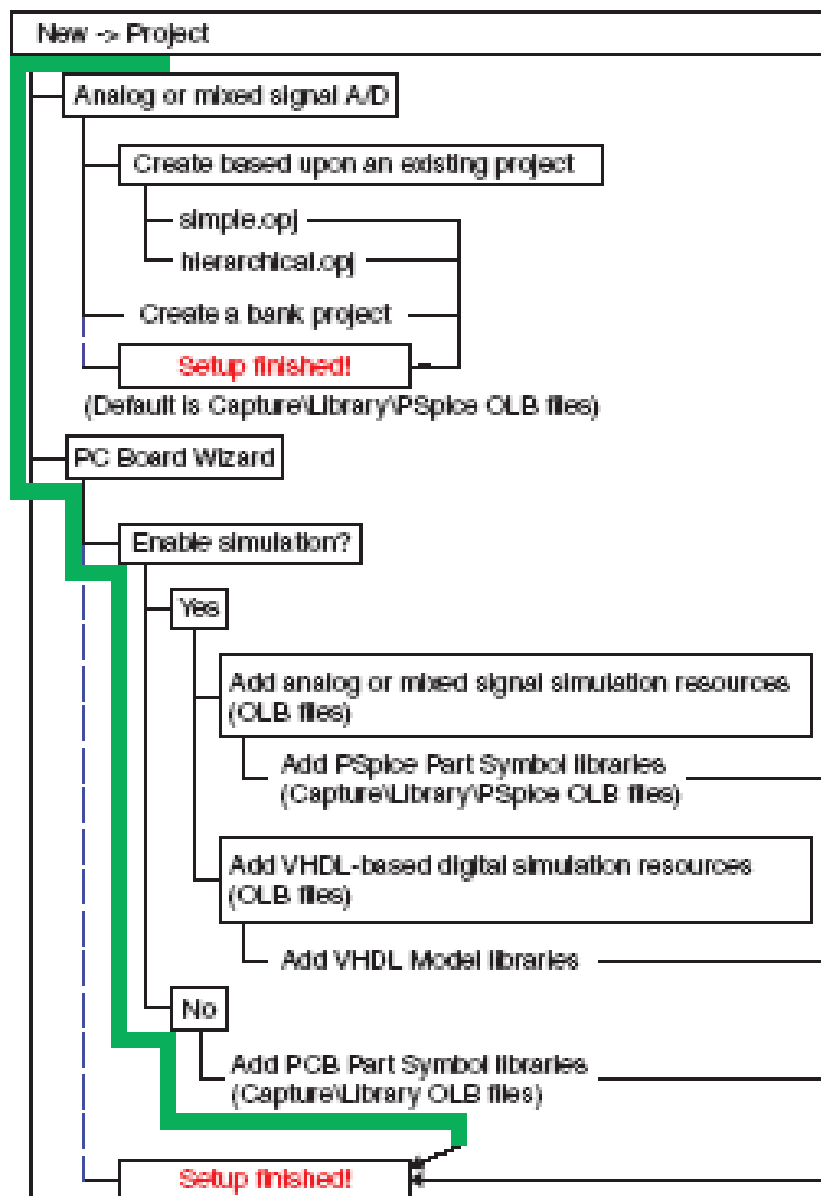 New -> Project
Analog or mixed signal A/D
Create based upon an existing project
simple.opj
hierarchical.opj
Create a bank project
Setup finished!
(Default is Capture\Library\PSpice OLB files)
PC Board Wizard
Enable simulation?
Yes
Add analog or mixed signal simulation resources
(OLB files)
Add PSpice Part Symbol libraries
(Capture\Library\PSpice OLB files)
Add VHDL-based digital simulation resources
(OLB files)
Add VHDL Model libraries
No
Add PCB Part Symbol libraries
(Capture\Library OLB files)
Setup finished!